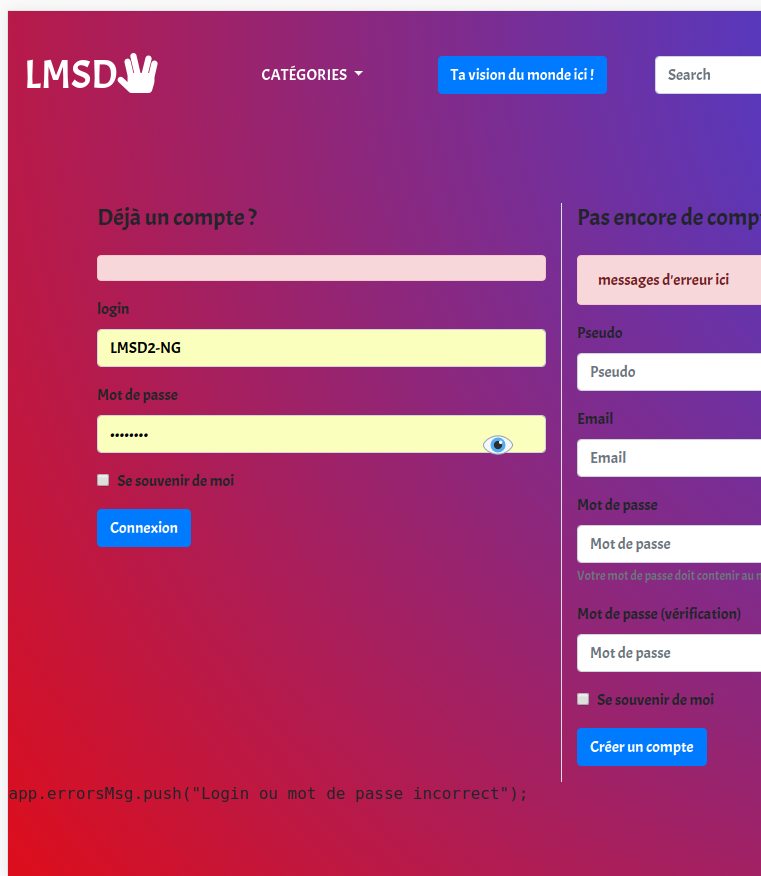 LMSD
CATÉGORIES
Ta vision du monde ici !
Search
Déjà un compte ?
login
LMSD2-NG
Mot de passe
••••••••
Se souvenir de moi
Connexion
Pas encore de comp
messages d'erreur ici
Pseudo
Pseudo
Email
Email
Mot de passe
Mot de passe
Votre mot de passe doit contenir au
Mot de passe (vérification)
Mot de passe
Se souvenir de moi
Créer un compte
app.errorsMsg.push("Login ou mot de passe incorrect");